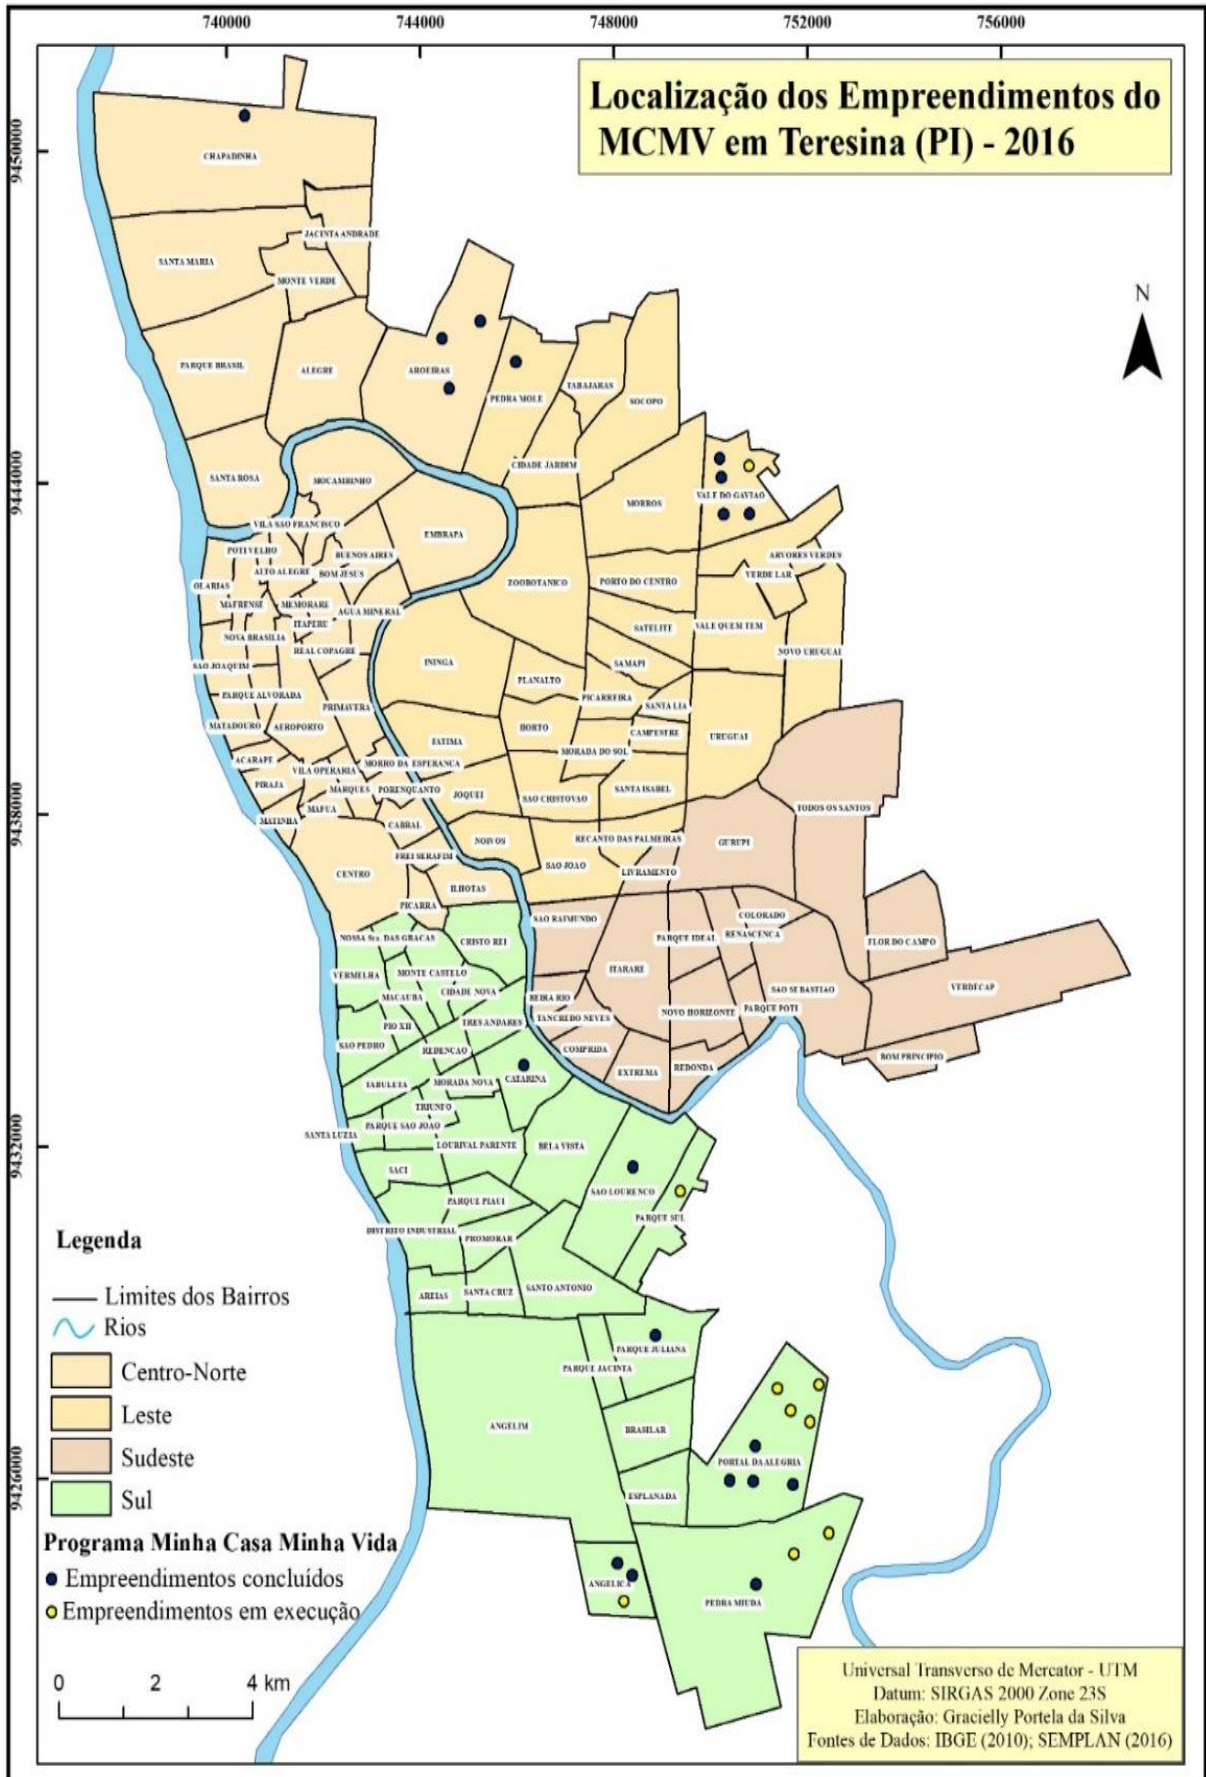 740000 744000 748000 752000 756000
Localização dos Empreendimentos do
MCMV em Teresina (PI) - 2016
9450000
9444000
9438000
9432000
9426000
N
CHAPADINHA
JACINTA ANDRADE
SANTA MARIA
MONTE VERDE
PARQUE BRASIL
ALEGRE
AROEIRAS
PEDRA MOLE
TABAJARAS
SOCOPO
SANTA ROSA
MOCAMBINHO
CIDADE JARDIM
MORROS
VALE DO GAVIAO
VILA SAO FRANCISCO
EMBRAPA
POTI VELHO
BUENOS AIRES
ARVORES VERDES
ALTO ALEGRE
BOM JESUS
VERDE LAR
OLARIAS
ZOOBOTANICO
PORTO DO CENTRO
MAFRENSE
MEMORARE
AGUA MINERAL
ITAPERU
SATELITE
VALE QUEM TEM
NOVA BRASILIA
REAL COPAGRE
NOVO URUGUAI
SAO JOAQUIM
ININGA
SAMAPI
PLANALTO
PARQUE ALVORADA
PICARREIRA
SANTA LIA
PRIMAVERA
MATADOURO
AEROPORTO
HORTO
CAMPESTRE
URUGUAI
FATIMA
MORADA DO SOL
ACARAPE
VILA OPERARIA
MORRO DA ESPERANCA
PIRAJA
MARQUES
PORENQUANTO
JOQUEI
SAO CRISTOVAO
SANTA ISABEL
MAFUA
TODOS OS SANTOS
MATINHA
CABRAL
NOIVOS
RECANTO DAS PALMEIRAS
GURUPI
FREI SERAFIM
SAO JOAO
CENTRO
LIVRAMENTO
ILHOTAS
PICARRA
SAO RAIMUNDO
COLORADO
NOSSA Sra. DAS GRACAS
CRISTO REI
PARQUE IDEAL
RENASCENCA
FLOR DO CAMPO
VERMELHA
MONTE CASTELO
ITARARE
CIDADE NOVA
SAO SEBASTIAO
VERDECAP
MACAUBA
BEIRA RIO
PARQUE POTI
PIO XII
TRES ANDARES
TANCREDO NEVES
NOVO HORIZONTE
SAO PEDRO
REDENCAO
COMPRIDA
BOM PRINCIPIO
EXTREMA
REDONDA
TABULETA
MORADA NOVA
CATARINA
TRIUNFO
PARQUE SAO JOAO
SANTA LUZIA
LOURIVAL PARENTE
BELA VISTA
SACI
SAO LOURENCO
PARQUE PIAUI
PARQUE SUL
DISTRITO INDUSTRIAL
PROMORAR
AREIAS
SANTA CRUZ
SANTO ANTONIO
PARQUE JULIANA
PARQUE JACINTA
ANGELIM
BRASILAR
PORTAL DA ALEGRIA
ESPLANADA
ANGELICA
PEDRA MIUDA
Legenda
Limites dos Bairros
Rios
Centro-Norte
Leste
Sudeste
Sul
Programa Minha Casa Minha Vida
Empreendimentos concluídos
Empreendimentos em execução
0 2 4 km
Universal Transverso de Mercator - UTM
Datum: SIRGAS 2000 Zone 23S
Elaboração: Gracielly Portela da Silva
Fontes de Dados: IBGE (2010); SEMPLAN (2016)